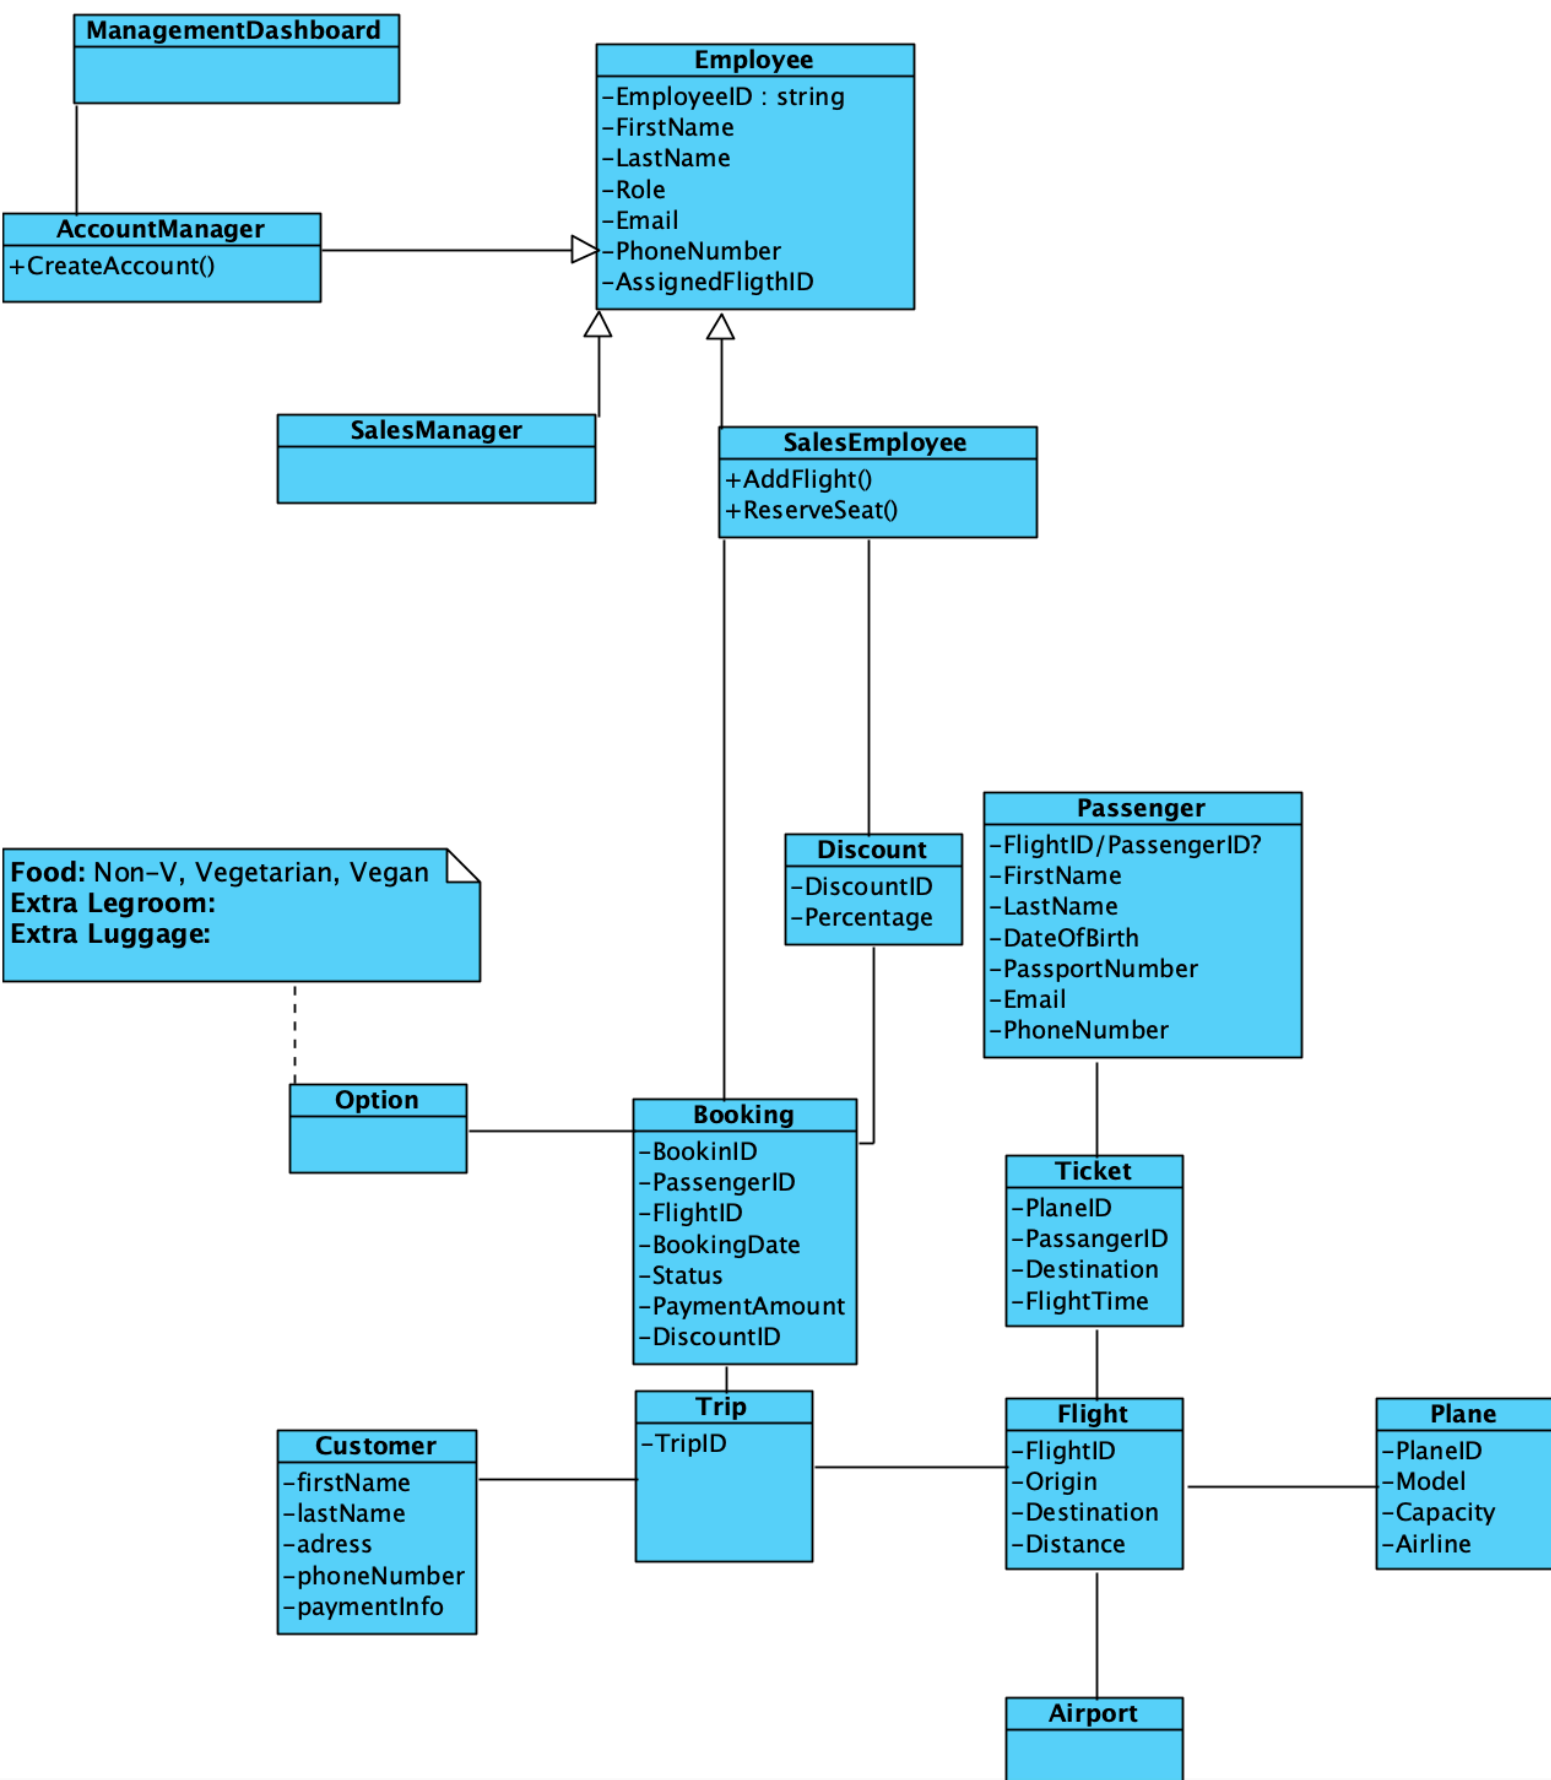 ManagementDashboard
Employee
-EmployeeID : string
-FirstName
-LastName
-Role
-Email
-PhoneNumber
-AssignedFligthID
AccountManager
+CreateAccount()
SalesManager
SalesEmployee
+AddFlight()
+ReserveSeat()
Food: Non-V, Vegetarian, Vegan
Extra Legroom:
Extra Luggage:
Discount
-DiscountID
-Percentage
Passenger
-FlightID/PassengerID?
-FirstName
-LastName
-DateOfBirth
-PassportNumber
-Email
-PhoneNumber
Option
Booking
-BookinID
-PassengerID
-FlightID
-BookingDate
-Status
-PaymentAmount
-DiscountID
Ticket
-PlaneID
-PassangerID
-Destination
-FlightTime
Customer
-firstName
-lastName
-adress
-phoneNumber
-paymentInfo
Trip
-TripID
Flight
-FlightID
-Origin
-Destination
-Distance
Plane
-PlaneID
-Model
-Capacity
-Airline
Airport